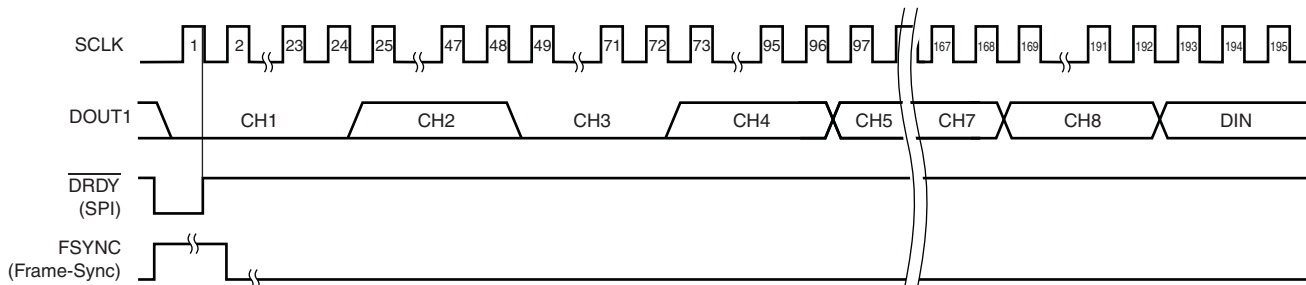 SCLK 1 2 23 24 25 47 48 49 71 72 73 95 96 97 167 168 169 191 192 193 194 195
DOUT1 CH1 CH2 CH3 CH4 CH5 CH7 CH8 DIN
DRDY
(SPI)
FSYNC
(Frame-Sync)